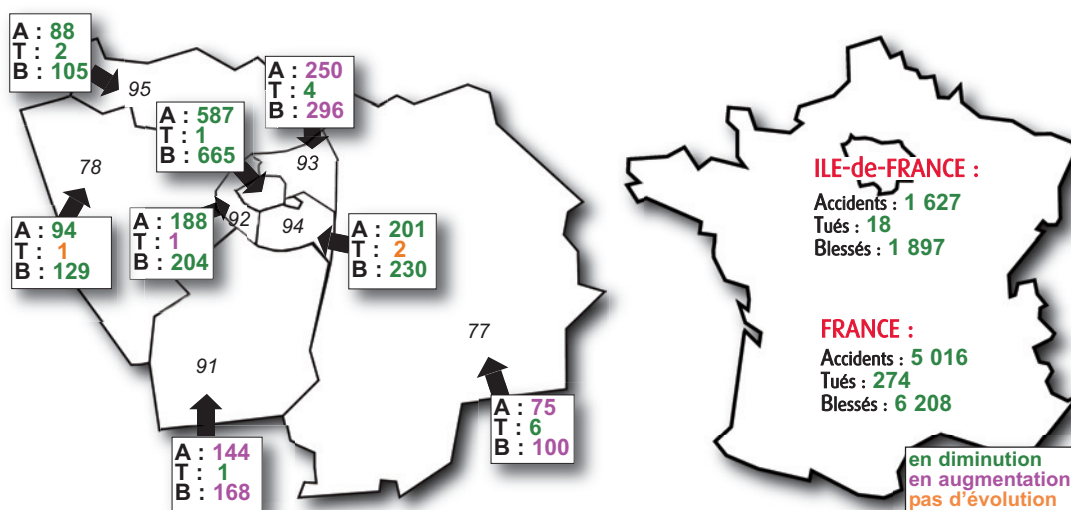 A : 88
T : 2
B : 105
95
A : 250
T : 4
B : 296
A : 587
T : 1
B : 665
93
78
A : 94
T : 1
B : 129
A : 188
T : 1
B : 204
92
94
A : 201
T : 2
B : 230
77
91
A : 75
T : 6
B : 100
A : 144
T : 1
B : 168
ILE-de-FRANCE :
Accidents : 1 627
Tués : 18
Blessés : 1 897
FRANCE :
Accidents : 5 016
Tués : 274
Blessés : 6 208
en diminution
en augmentation
pas d'évolution